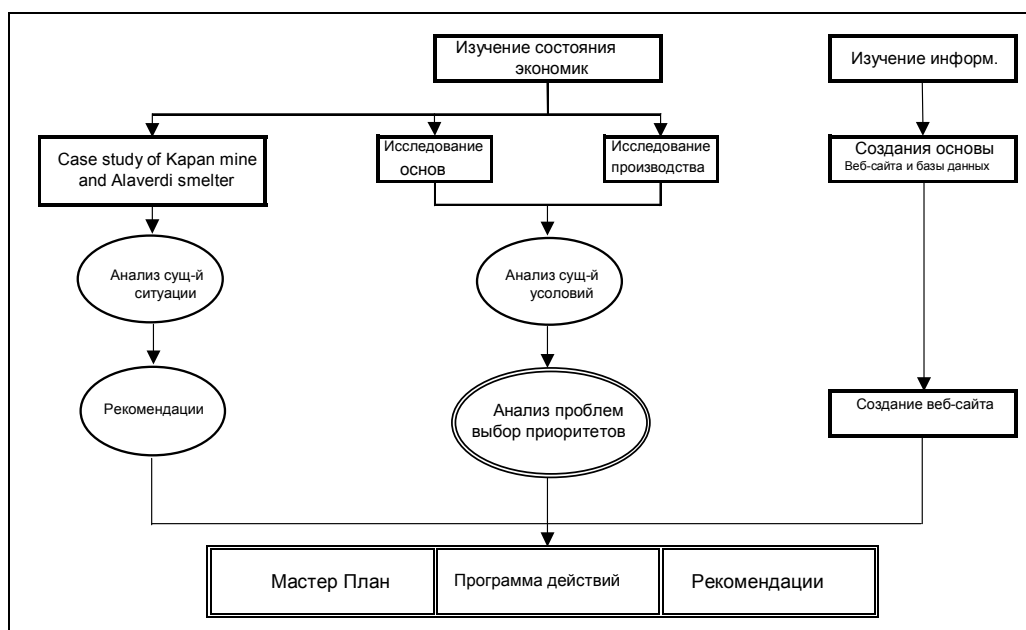 Изучение состояния
экономик
Изучение информ.
Case study of Kapan mine
and Alaverdi smelter
Исследование
основ
Исследование
производства
Создания основы
Веб-сайта и базы данных
Анализ сущ-й
ситуации
Анализ сущ-й
усоловий
Рекомендации
Анализ проблем
выбор приоритетов
Создание веб-сайта
Мастер План
Программа действий
Рекомендации